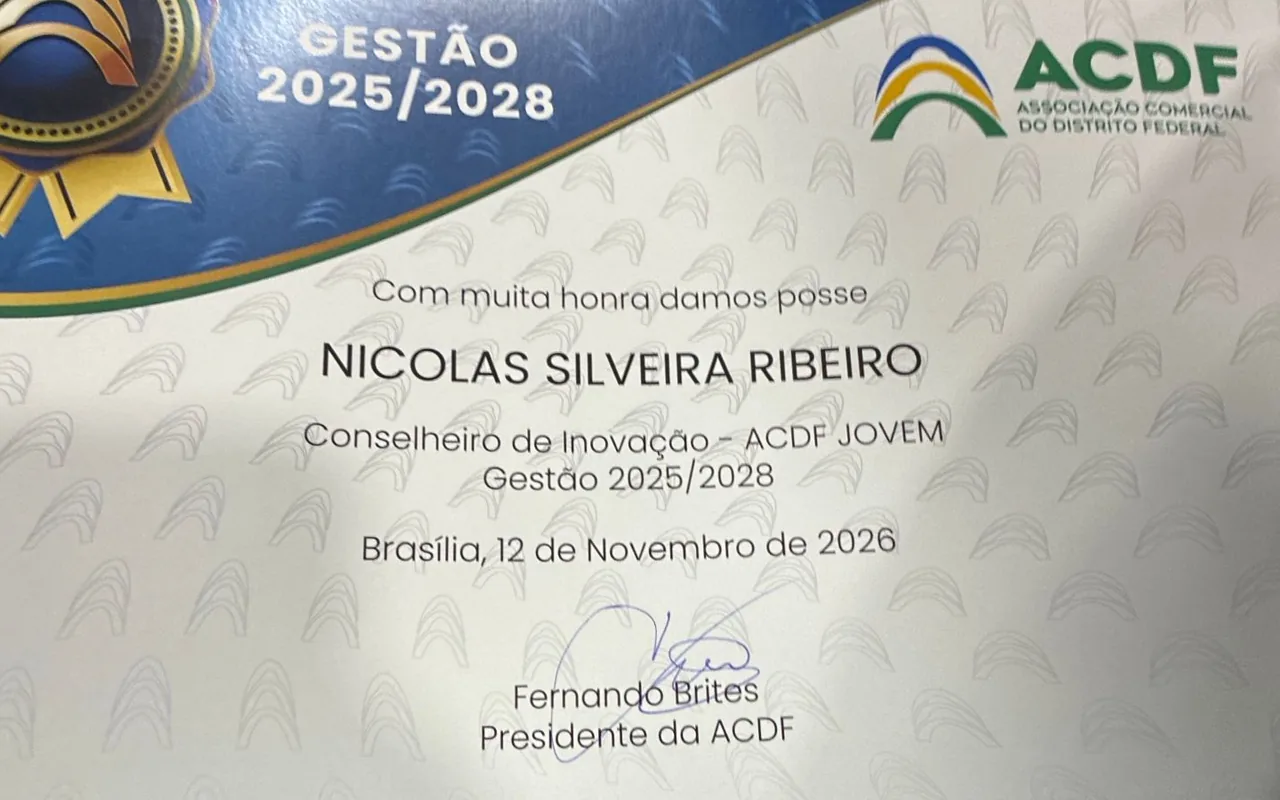 GESTÃO
2025/2028
ACDF
ASSOCIAÇÃO COMERCIAL
DO DISTRITO FEDERAL
Com muita honra damos posse
NICOLAS SILVEIRA RIBEIRO
Conselheiro de Inovação - ACDF JOVEM
Gestão 2025/2028
Brasília, 12 de Novembro de 2026
Fernando Brites
Presidente da ACDF